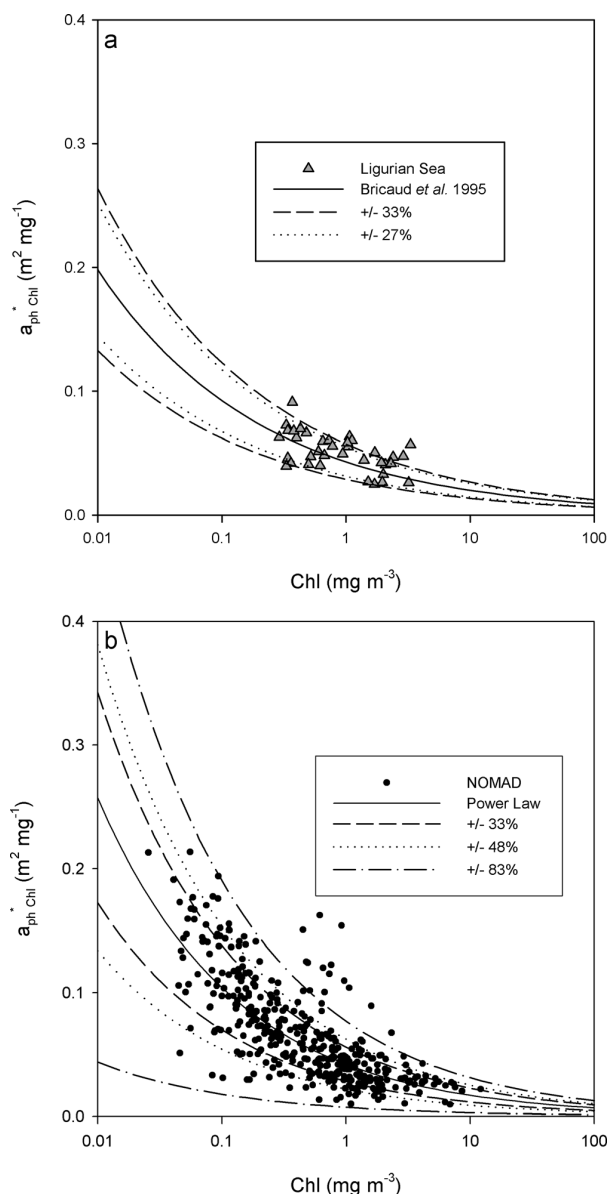 0.4
a
0.3
Ligurian Sea
Bricaud et al. 1995
+/- 33%
+/- 27%
a*ph Chl (m² mg⁻¹)
0.2
0.1
0.0
0.01 0.1 1 10 100
Chl (mg m⁻³)
0.4
b
0.3
NOMAD
Power Law
+/- 33%
+/- 48%
+/- 83%
a*ph Chl (m² mg⁻¹)
0.2
0.1
0.0
0.01 0.1 1 10 100
Chl (mg m⁻³)